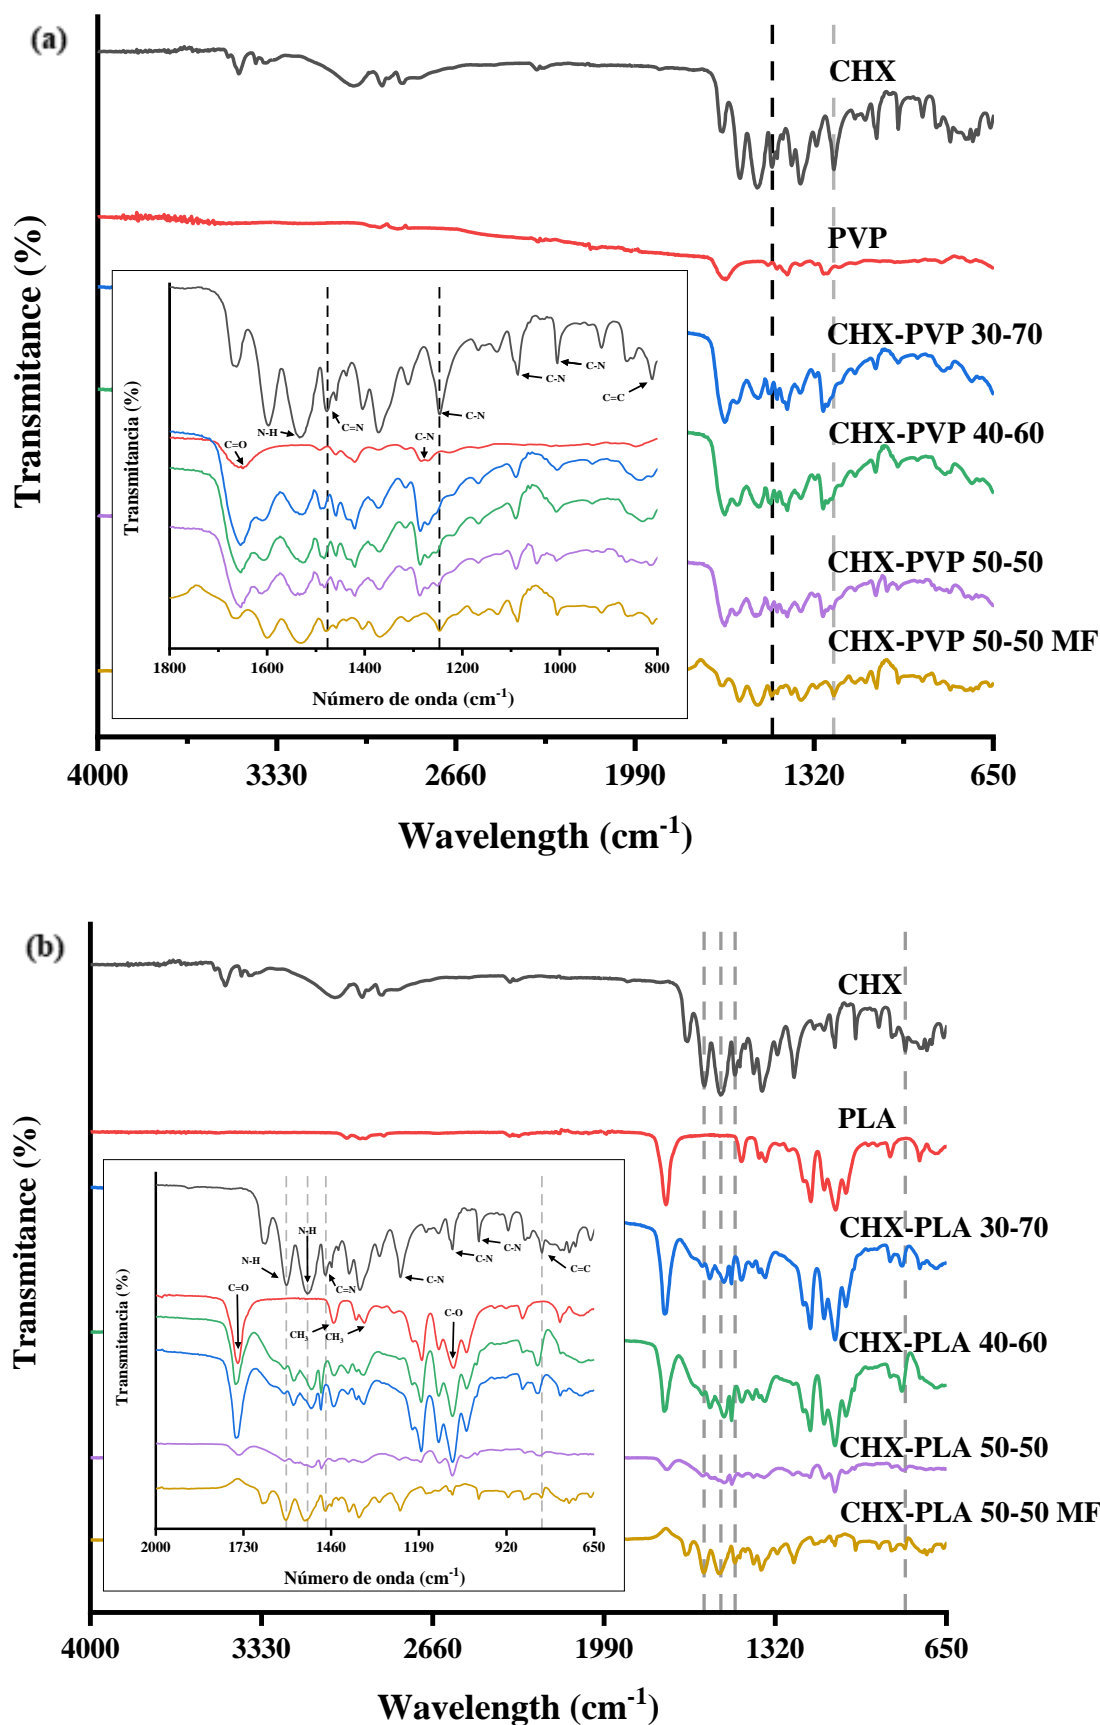 (a)
CHX
PVP
CHX-PVP 30-70
CHX-PVP 40-60
CHX-PVP 50-50
CHX-PVP 50-50 MF
Transmitance (%)
Transmitancia (%)
C=O
N-H
C=N
C-N
C-N
C-N
C-N
C=C
1800 1600 1400 1200 1000 800
Número de onda (cm-1)
4000 3330 2660 1990 1320 650
Wavelength (cm-1)
(b)
CHX
PLA
CHX-PLA 30-70
CHX-PLA 40-60
CHX-PLA 50-50
CHX-PLA 50-50 MF
Transmitance (%)
Transmitancia (%)
N-H
N-H
C=O
C=N
CH3
CH3
C-N
C-O
C-N
C-N
C=C
2000 1730 1460 1190 920 650
Número de onda (cm-1)
4000 3330 2660 1990 1320 650
Wavelength (cm-1)